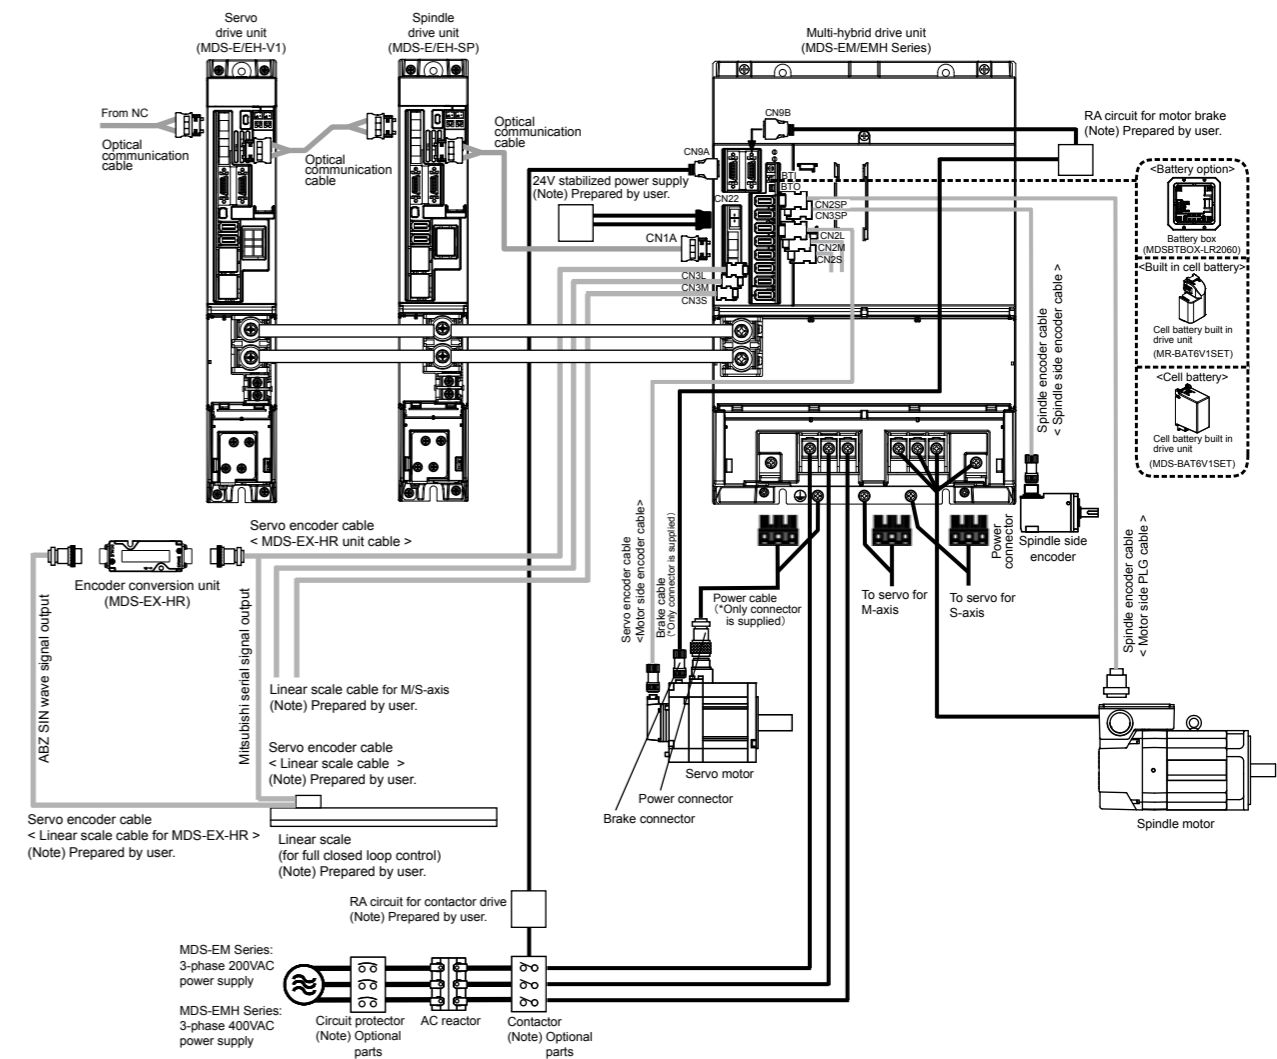 Servo
drive unit
(MDS-E/EH-V1)
Spindle
drive unit
(MDS-E/EH-SP)
Multi-hybrid drive unit
(MDS-EM/EMH Series)
From NC
Optical
communication
cable
Optical
communication
cable
Optical
communication
cable
CN9B
CN9A
RA circuit for motor brake
(Note) Prepared by user.
24V stabilized power supply
(Note) Prepared by user.
CN22
BTI
BTO
CN2SP
CN3SP
CN2L
CN2M
CN2S
CN1A
CN3L
CN3M
CN3S
<Battery option>
Battery box
(MDSBTBOX-LR2060)
<Built in cell battery>
Cell battery built in
drive unit
(MR-BAT6V1SET)
<Cell battery>
Cell battery built in
drive unit
(MDS-BAT6V1SET)
Spindle encoder cable
< Spindle side encoder cable >
Servo encoder cable
< MDS-EX-HR unit cable >
Encoder conversion unit
(MDS-EX-HR)
ABZ SIN wave signal output
Mitsubishi serial signal output
Servo encoder cable
<Motor side encoder cable>
Brake cable
(*Only connector is supplied)
Power cable
(*Only connector
is supplied)
To servo for
M-axis
To servo for
S-axis
Power
connector
Spindle side
encoder
Spindle encoder cable
< Motor side PLG cable >
Linear scale cable for M/S-axis
(Note) Prepared by user.
Servo encoder cable
< Linear scale cable >
(Note) Prepared by user.
Servo motor
Power connector
Brake connector
Spindle motor
Servo encoder cable
< Linear scale cable for MDS-EX-HR >
(Note) Prepared by user.
Linear scale
(for full closed loop control)
(Note) Prepared by user.
RA circuit for contactor drive
(Note) Prepared by user.
MDS-EM Series:
3-phase 200VAC
power supply
MDS-EMH Series:
3-phase 400VAC
power supply
Circuit protector
(Note) Optional
parts
AC reactor
Contactor
(Note) Optional
parts